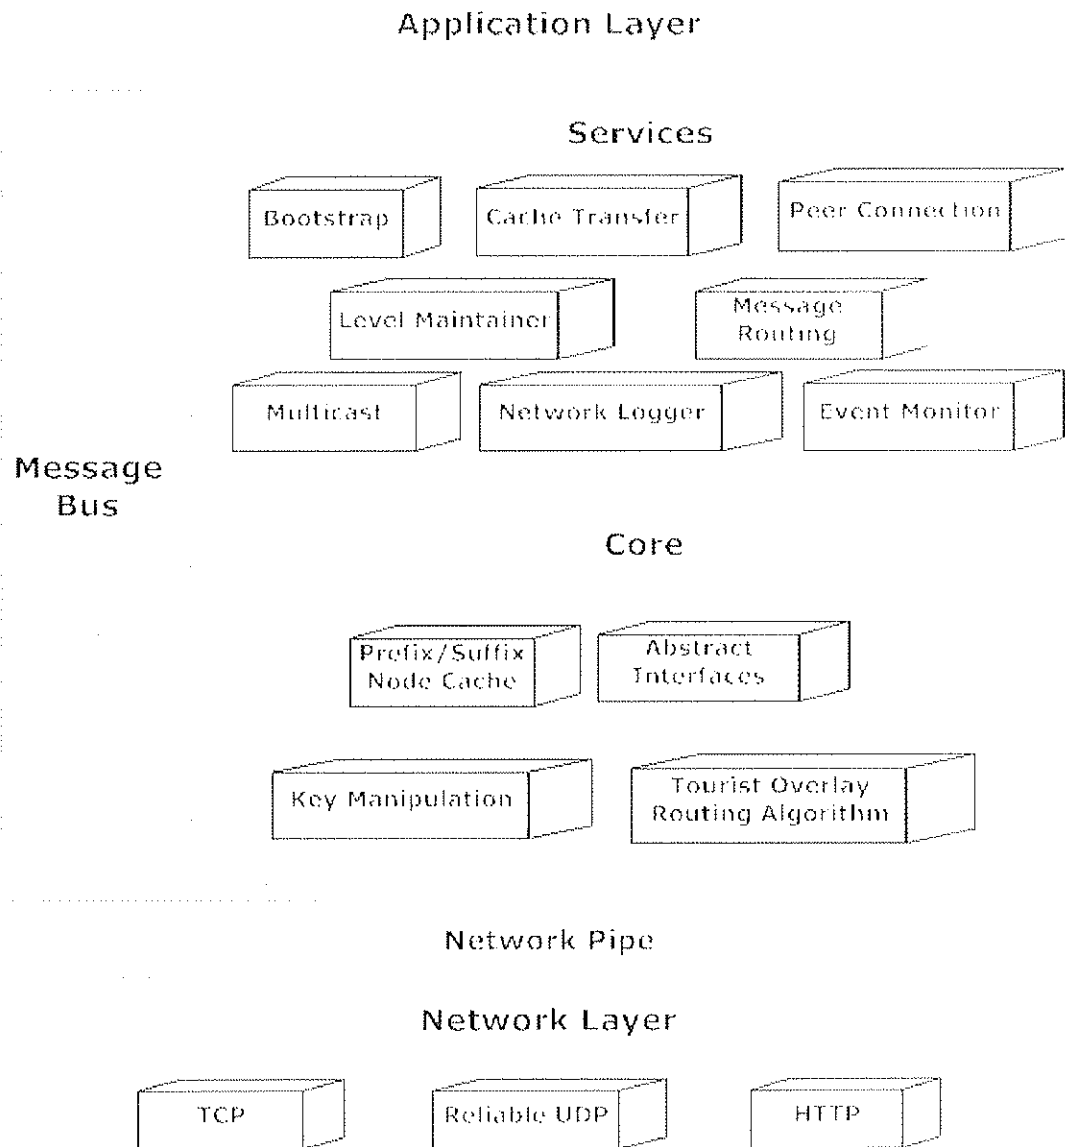 Application Layer
Services
Bootstrap
Cache Transfer
Peer Connection
Level Maintainer
Message
Routing
Multicast
Network Logger
Event Monitor
Message
Bus
Core
Prefix/Suffix
Node Cache
Abstract
Interfaces
Key Manipulation
Tourist Overlay
Routing Algorithm
Network Pipe
Network Layer
TCP
Reliable UDP
HTTP